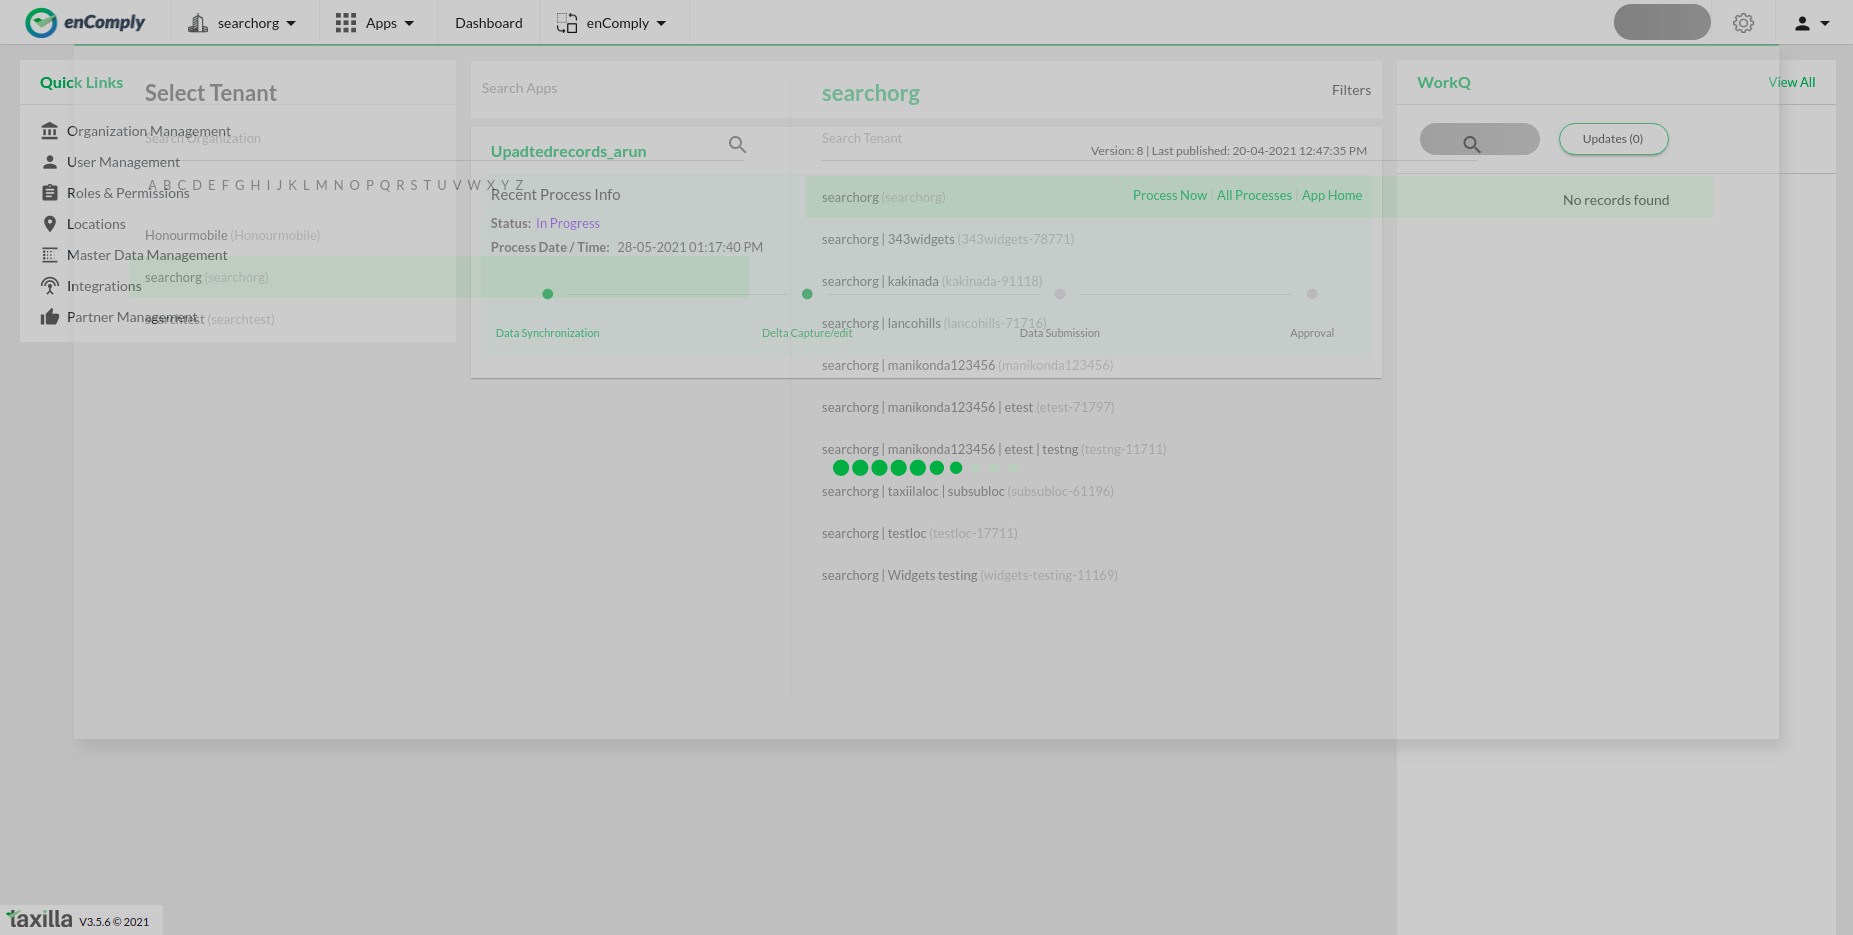 enComply
searchorg
Apps
Dashboard
enComply
Quick Links
Organization Management
User Management
Roles & Permissions
Locations
Master Data Management
Integrations
Partner Management
Select Tenant
Search Organization
A B C D E F G H I J K L M N O P Q R S T U V W X Y Z
Honourmobile (Honourmobile)
searchorg (searchorg)
searchtest (searchtest)
Search Apps
Filters
Upadtedrecords_arun
Version: 8 | Last published: 20-04-2021 12:47:35 PM
Recent Process Info
Process Now | All Processes | App Home
Status: In Progress
Process Date / Time: 28-05-2021 01:17:40 PM
Data Synchronization
Delta Capture/edit
Data Submission
Approval
searchorg
Search Tenant
searchorg (searchorg)
searchorg | 343widgets (343widgets-78771)
searchorg | kakinada (kakinada-91118)
searchorg | lancohills (lancohills-71716)
searchorg | manikonda123456 (manikonda123456)
searchorg | manikonda123456 | etest (etest-71797)
searchorg | manikonda123456 | etest | testng (testng-11711)
searchorg | taxiilaloc | subsubloc (subsubloc-61196)
searchorg | testloc (testloc-17711)
searchorg | Widgets testing (widgets-testing-11169)
WorkQ
View All
Updates (0)
No records found
taxilla V3.5.6 © 2021